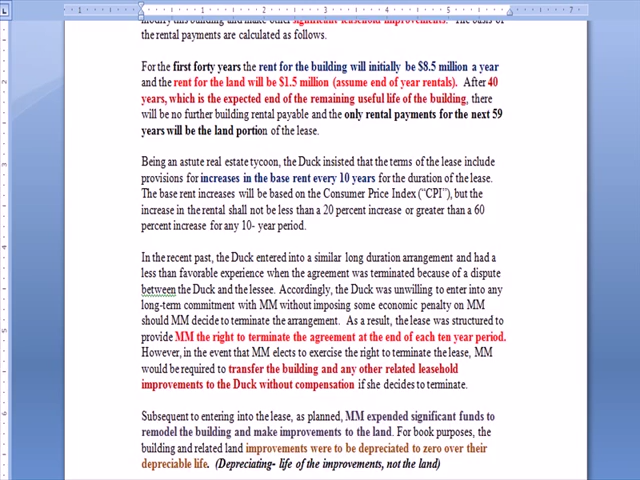 modify this building and make other significant leasehold improvements. The basis of
the rental payments are calculated as follows.
For the first forty years the rent for the building will initially be $8.5 million a year
and the rent for the land will be $1.5 million (assume end of year rentals). After 40
years, which is the expected end of the remaining useful life of the building, there
will be no further building rental payable and the only rental payments for the next 59
years will be the land portion of the lease.
Being an astute real estate tycoon, the Duck insisted that the terms of the lease include
provisions for increases in the base rent every 10 years for the duration of the lease.
The base rent increases will be based on the Consumer Price Index (“CPI”), but the
increase in the rental shall not be less than a 20 percent increase or greater than a 60
percent increase for any 10- year period.
In the recent past, the Duck entered into a similar long duration arrangement and had a
less than favorable experience when the agreement was terminated because of a dispute
between the Duck and the lessee. Accordingly, the Duck was unwilling to enter into any
long-term commitment with MM without imposing some economic penalty on MM
should MM decide to terminate the arrangement. As a result, the lease was structured to
provide MM the right to terminate the agreement at the end of each ten year period.
However, in the event that MM elects to exercise the right to terminate the lease, MM
would be required to transfer the building and any other related leasehold
improvements to the Duck without compensation if she decides to terminate.
Subsequent to entering into the lease, as planned, MM expended significant funds to
remodel the building and make improvements to the land. For book purposes, the
building and related land improvements were to be depreciated to zero over their
depreciable life. (Depreciating- life of the improvements, not the land)